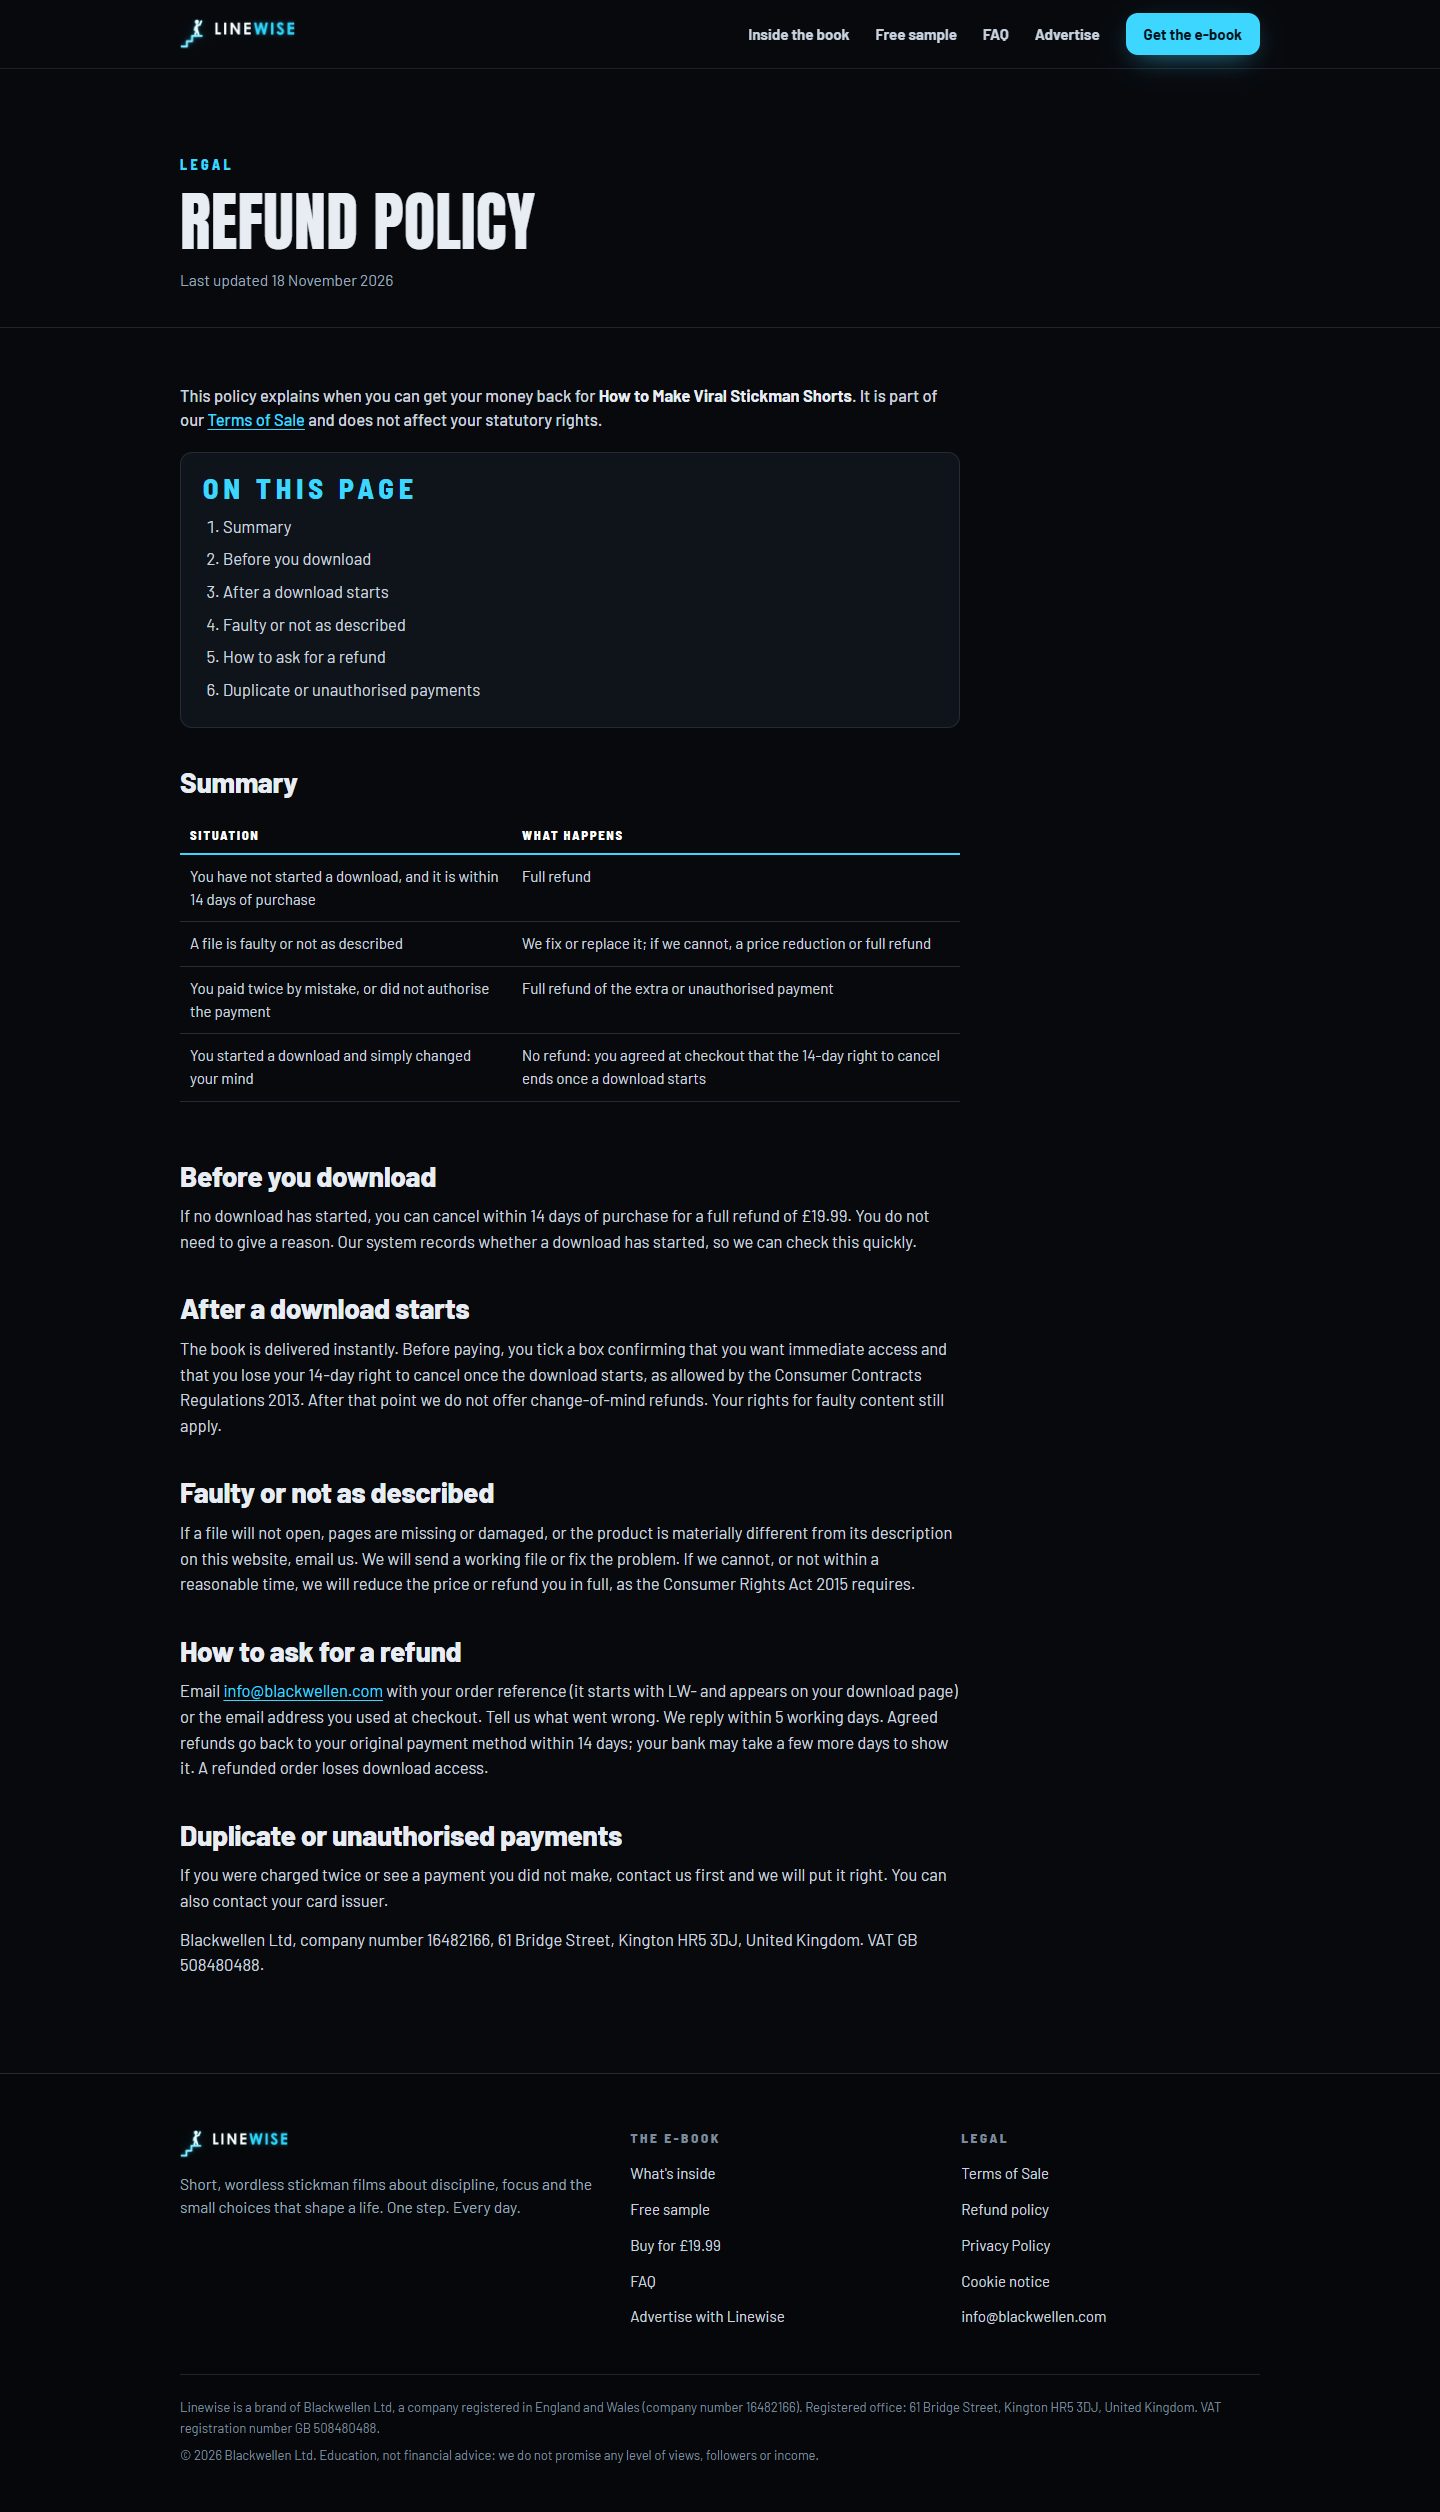 LINEWISE
Inside the book
Free sample
FAQ
Advertise
Get the e-book
LEGAL
REFUND POLICY
Last updated 18 November 2026
This policy explains when you can get your money back for How to Make Viral Stickman Shorts. It is part of
our Terms of Sale and does not affect your statutory rights.
ON THIS PAGE
1. Summary
2. Before you download
3. After a download starts
4. Faulty or not as described
5. How to ask for a refund
6. Duplicate or unauthorised payments
Summary
SITUATION
WHAT HAPPENS
You have not started a download, and it is within
14 days of purchase
Full refund
A file is faulty or not as described
We fix or replace it; if we cannot, a price reduction or full refund
You paid twice by mistake, or did not authorise
the payment
Full refund of the extra or unauthorised payment
You started a download and simply changed
your mind
No refund: you agreed at checkout that the 14-day right to cancel
ends once a download starts
Before you download
If no download has started, you can cancel within 14 days of purchase for a full refund of £19.99. You do not
need to give a reason. Our system records whether a download has started, so we can check this quickly.
After a download starts
The book is delivered instantly. Before paying, you tick a box confirming that you want immediate access and
that you lose your 14-day right to cancel once the download starts, as allowed by the Consumer Contracts
Regulations 2013. After that point we do not offer change-of-mind refunds. Your rights for faulty content still
apply.
Faulty or not as described
If a file will not open, pages are missing or damaged, or the product is materially different from its description
on this website, email us. We will send a working file or fix the problem. If we cannot, or not within a
reasonable time, we will reduce the price or refund you in full, as the Consumer Rights Act 2015 requires.
How to ask for a refund
Email info@blackwellen.com with your order reference (it starts with LW- and appears on your download page)
or the email address you used at checkout. Tell us what went wrong. We reply within 5 working days. Agreed
refunds go back to your original payment method within 14 days; your bank may take a few more days to show
it. A refunded order loses download access.
Duplicate or unauthorised payments
If you were charged twice or see a payment you did not make, contact us first and we will put it right. You can
also contact your card issuer.
Blackwellen Ltd, company number 16482166, 61 Bridge Street, Kington HR5 3DJ, United Kingdom. VAT GB
508480488.
LINEWISE
Short, wordless stickman films about discipline, focus and the
small choices that shape a life. One step. Every day.
THE E-BOOK
What's inside
Free sample
Buy for £19.99
FAQ
Advertise with Linewise
LEGAL
Terms of Sale
Refund policy
Privacy Policy
Cookie notice
info@blackwellen.com
Linewise is a brand of Blackwellen Ltd, a company registered in England and Wales (company number 16482166). Registered office: 61 Bridge Street, Kington HR5 3DJ, United Kingdom. VAT
registration number GB 508480488.
© 2026 Blackwellen Ltd. Education, not financial advice: we do not promise any level of views, followers or income.